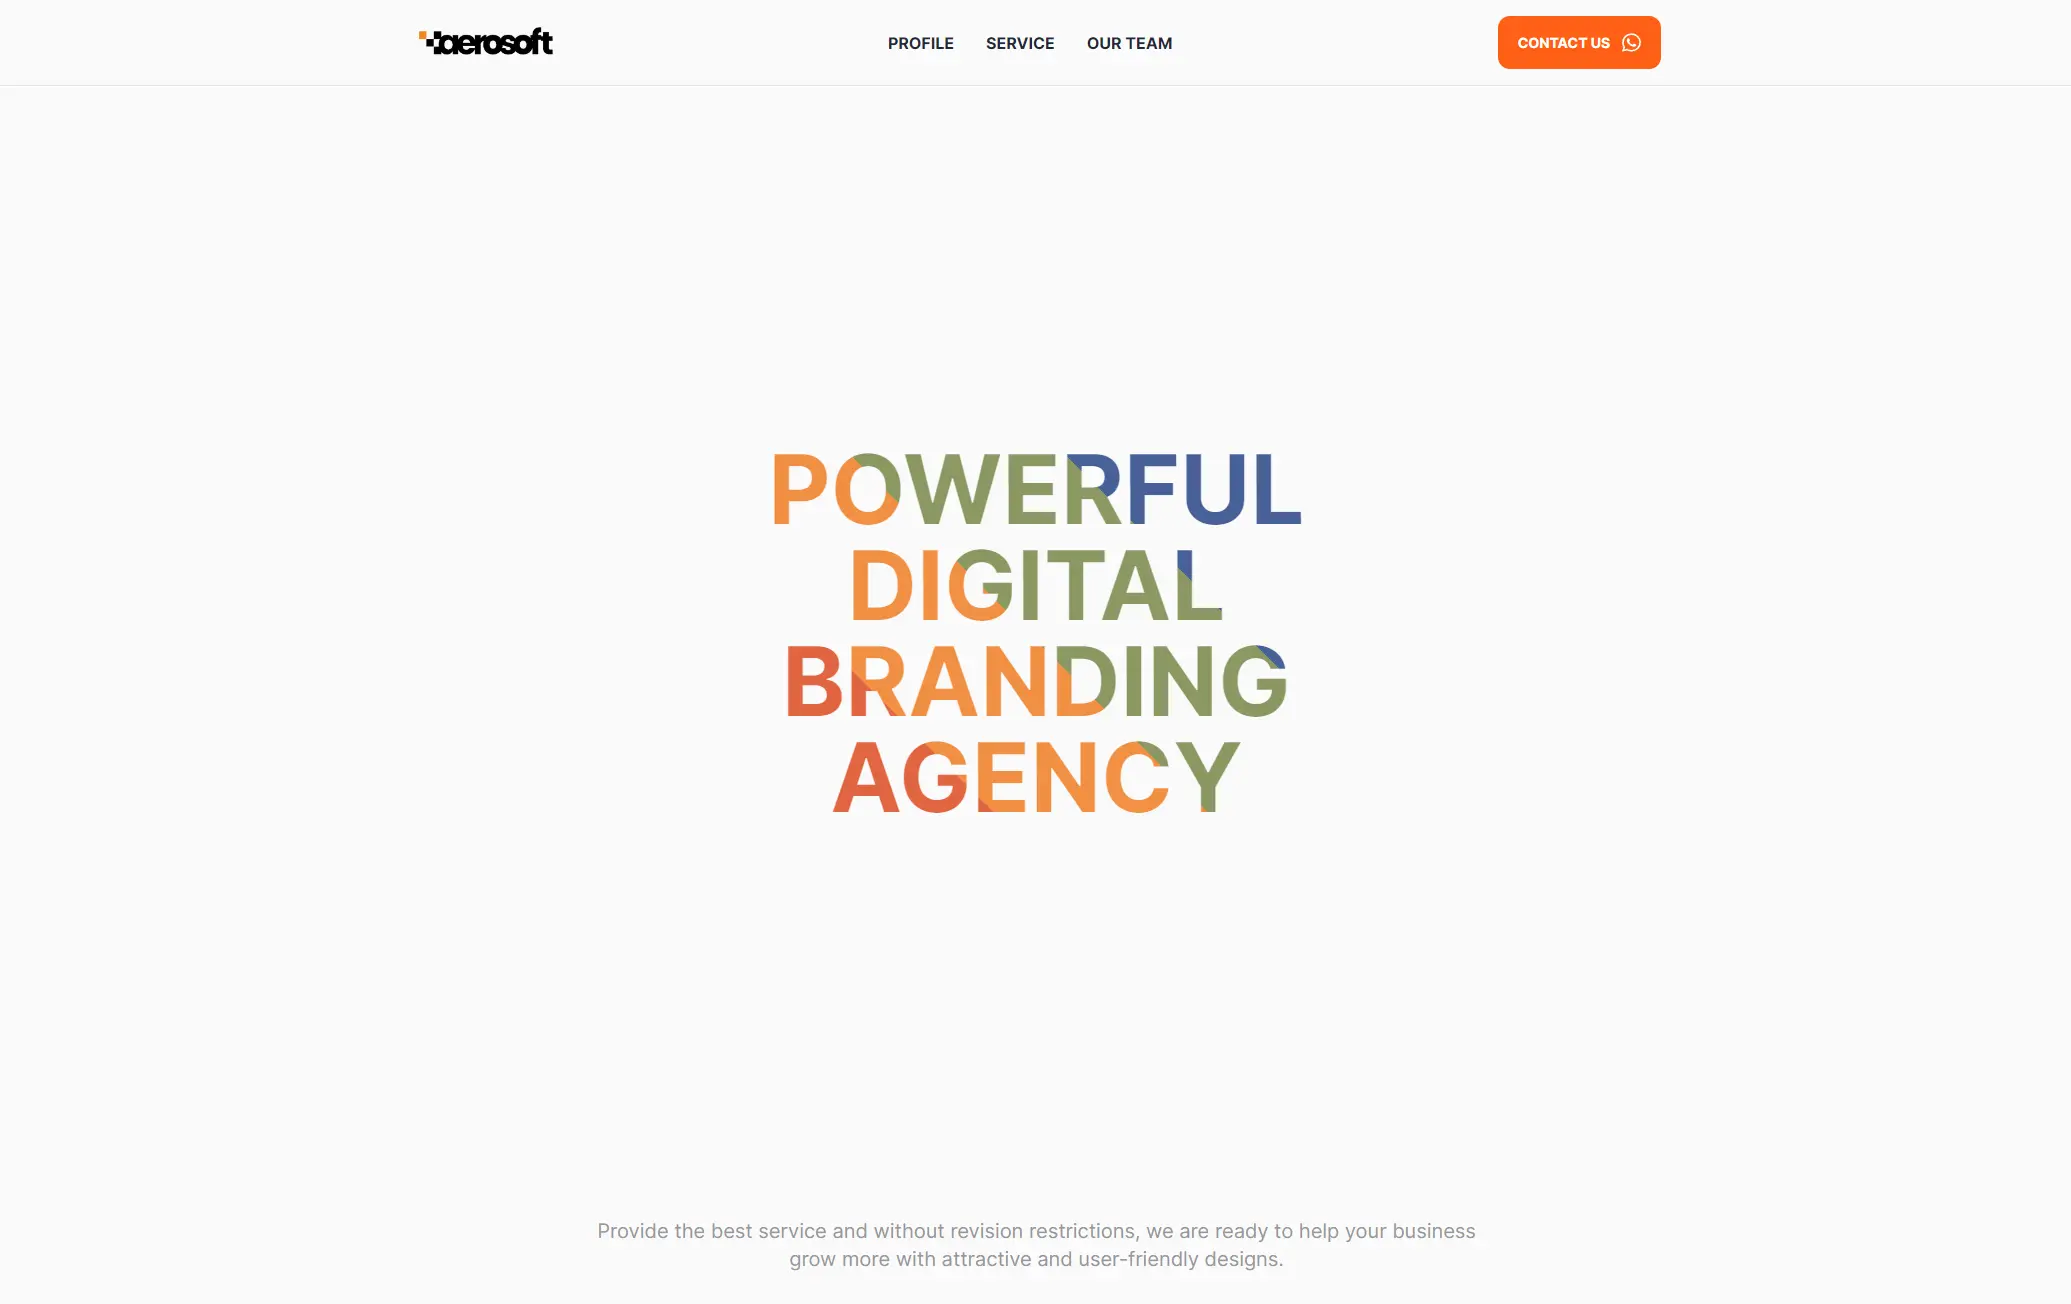 aerosoft
PROFILE
SERVICE
OUR TEAM
CONTACT US
POWERFUL
DIGITAL
BRANDING
AGENCY
Provide the best service and without revision restrictions, we are ready to help your business
grow more with attractive and user-friendly designs.